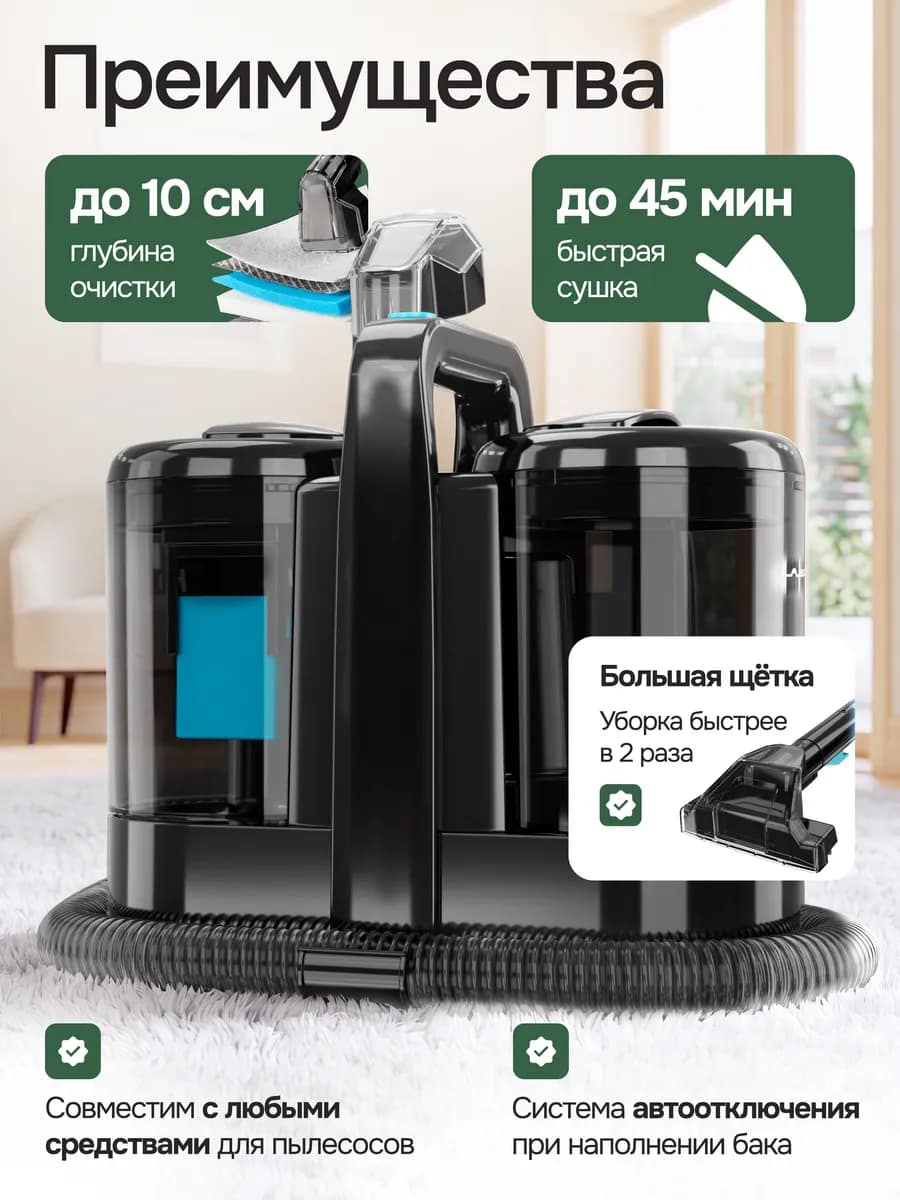 Преимущества
до 10 см
глубина
очистки
до 45 мин
быстрая
сушка
Большая щётка
Уборка быстрее
в 2 раза
Совместим с любыми
средствами для пылесосов
Система автоотключения
при наполнении бака